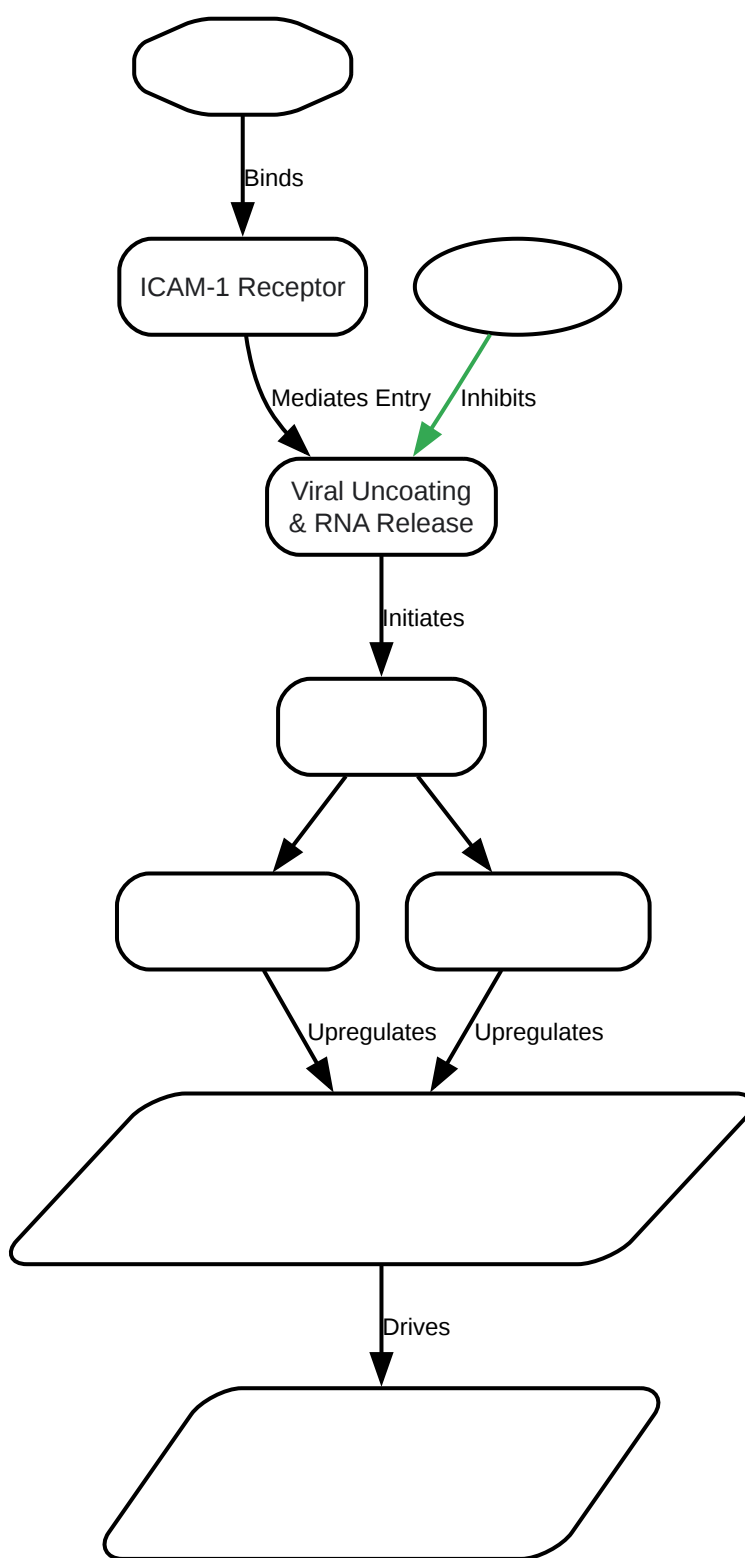 Binds
ICAM-1 Receptor
Mediates Entry
Inhibits
Viral Uncoating
& RNA Release
Initiates
Upregulates
Upregulates
Drives